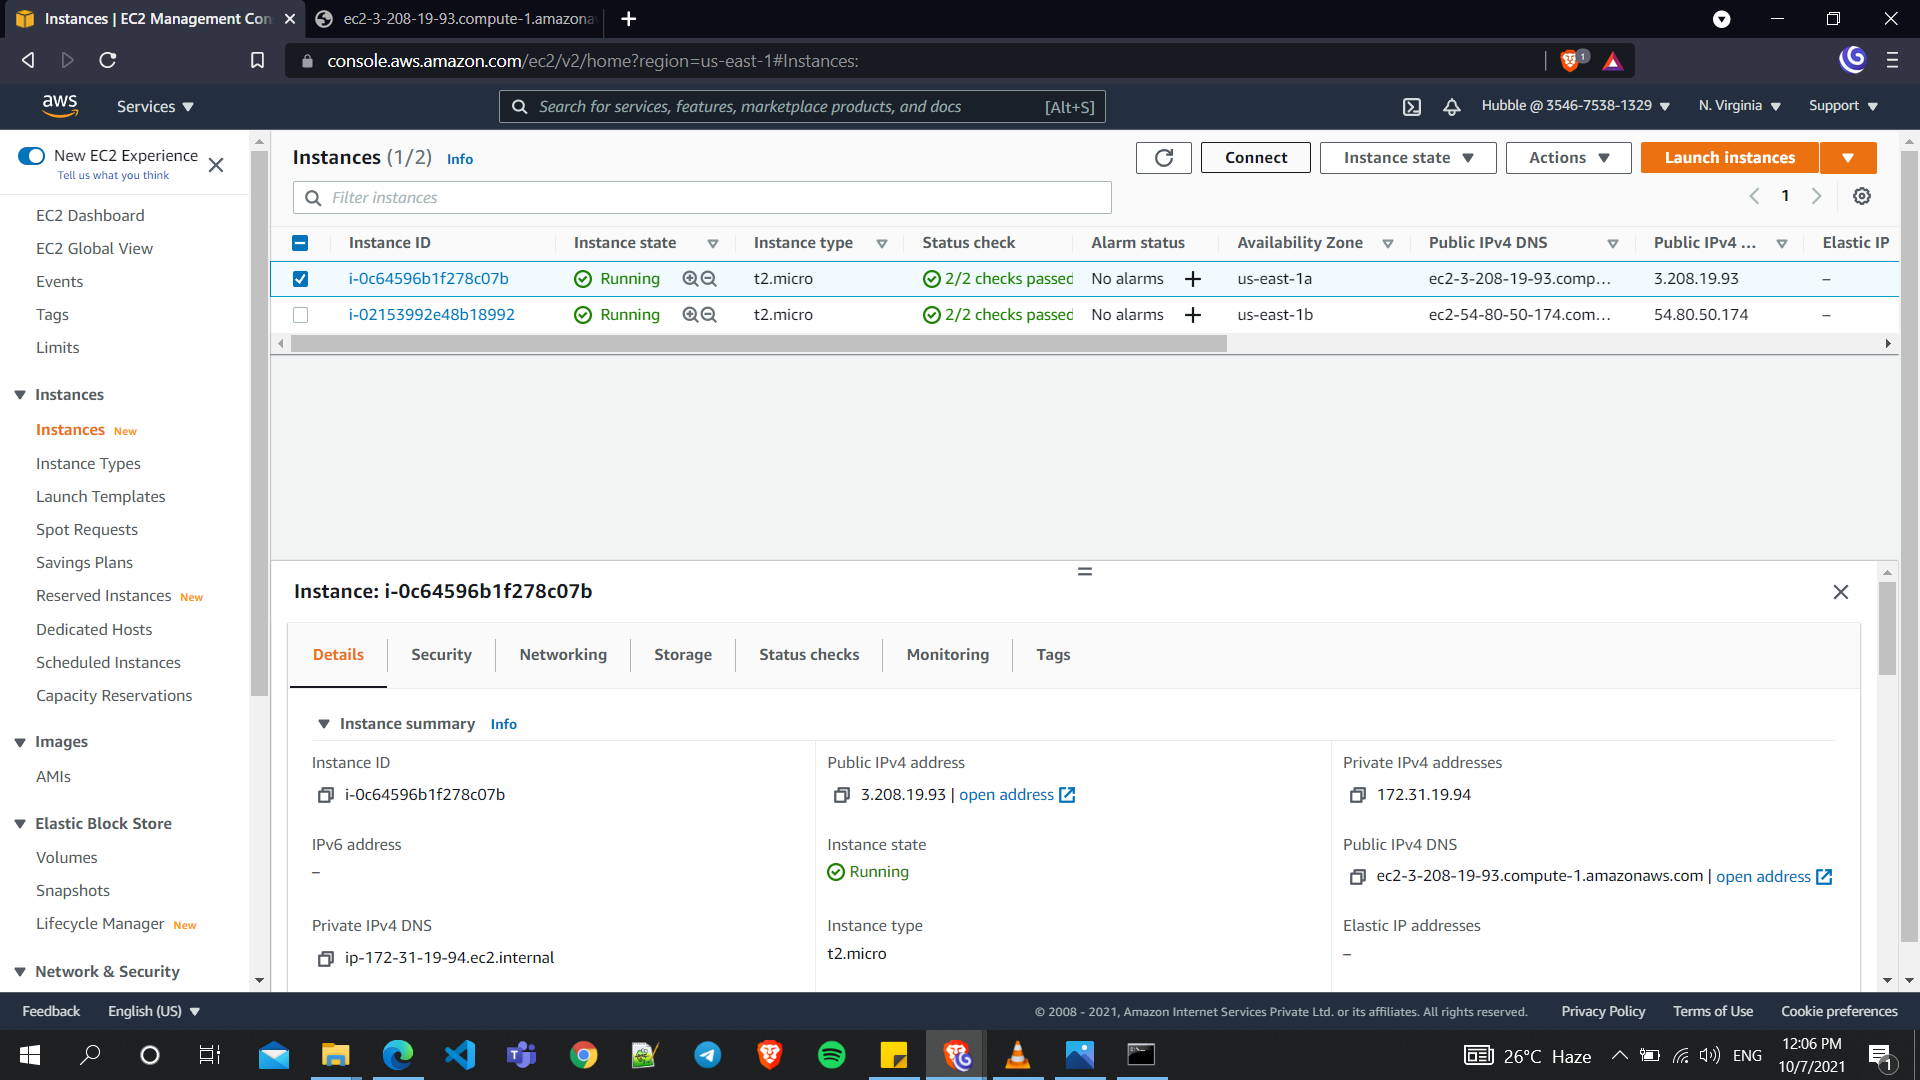 Instances | EC2 Management Con
ec2-3-208-19-93.compute-1.amazona
console.aws.amazon.com/ec2/v2/home?region=us-east-1#Instances:
1
aws
Services
Search for services, features, marketplace products, and docs [Alt+S]
Hubble @ 3546-7538-1329
N. Virginia
Support
New EC2 Experience
Tell us what you think
EC2 Dashboard
EC2 Global View
Events
Tags
Limits
Instances
Instances New
Instance Types
Launch Templates
Spot Requests
Savings Plans
Reserved Instances New
Dedicated Hosts
Scheduled Instances
Capacity Reservations
Images
AMIs
Elastic Block Store
Volumes
Snapshots
Lifecycle Manager New
Network & Security
Instances (1/2) Info
Connect
Instance state
Actions
Launch instances
Filter instances
1
Instance ID Instance state Instance type Status check Alarm status Availability Zone Public IPv4 DNS Public IPv4 ... Elastic IP
i-0c64596b1f278c07b Running t2.micro 2/2 checks passed No alarms + us-east-1a ec2-3-208-19-93.comp... 3.208.19.93 –
i-02153992e48b18992 Running t2.micro 2/2 checks passed No alarms + us-east-1b ec2-54-80-50-174.com... 54.80.50.174 –
Instance: i-0c64596b1f278c07b
Details Security Networking Storage Status checks Monitoring Tags
Instance summary Info
Instance ID
i-0c64596b1f278c07b
Public IPv4 address
3.208.19.93 | open address
Private IPv4 addresses
172.31.19.94
IPv6 address
–
Instance state
Running
Public IPv4 DNS
ec2-3-208-19-93.compute-1.amazonaws.com | open address
Private IPv4 DNS
ip-172-31-19-94.ec2.internal
Instance type
t2.micro
Elastic IP addresses
–
Feedback
English (US)
© 2008 - 2021, Amazon Internet Services Private Ltd. or its affiliates. All rights reserved.
Privacy Policy
Terms of Use
Cookie preferences
26°C Haze
ENG
12:06 PM
10/7/2021
1